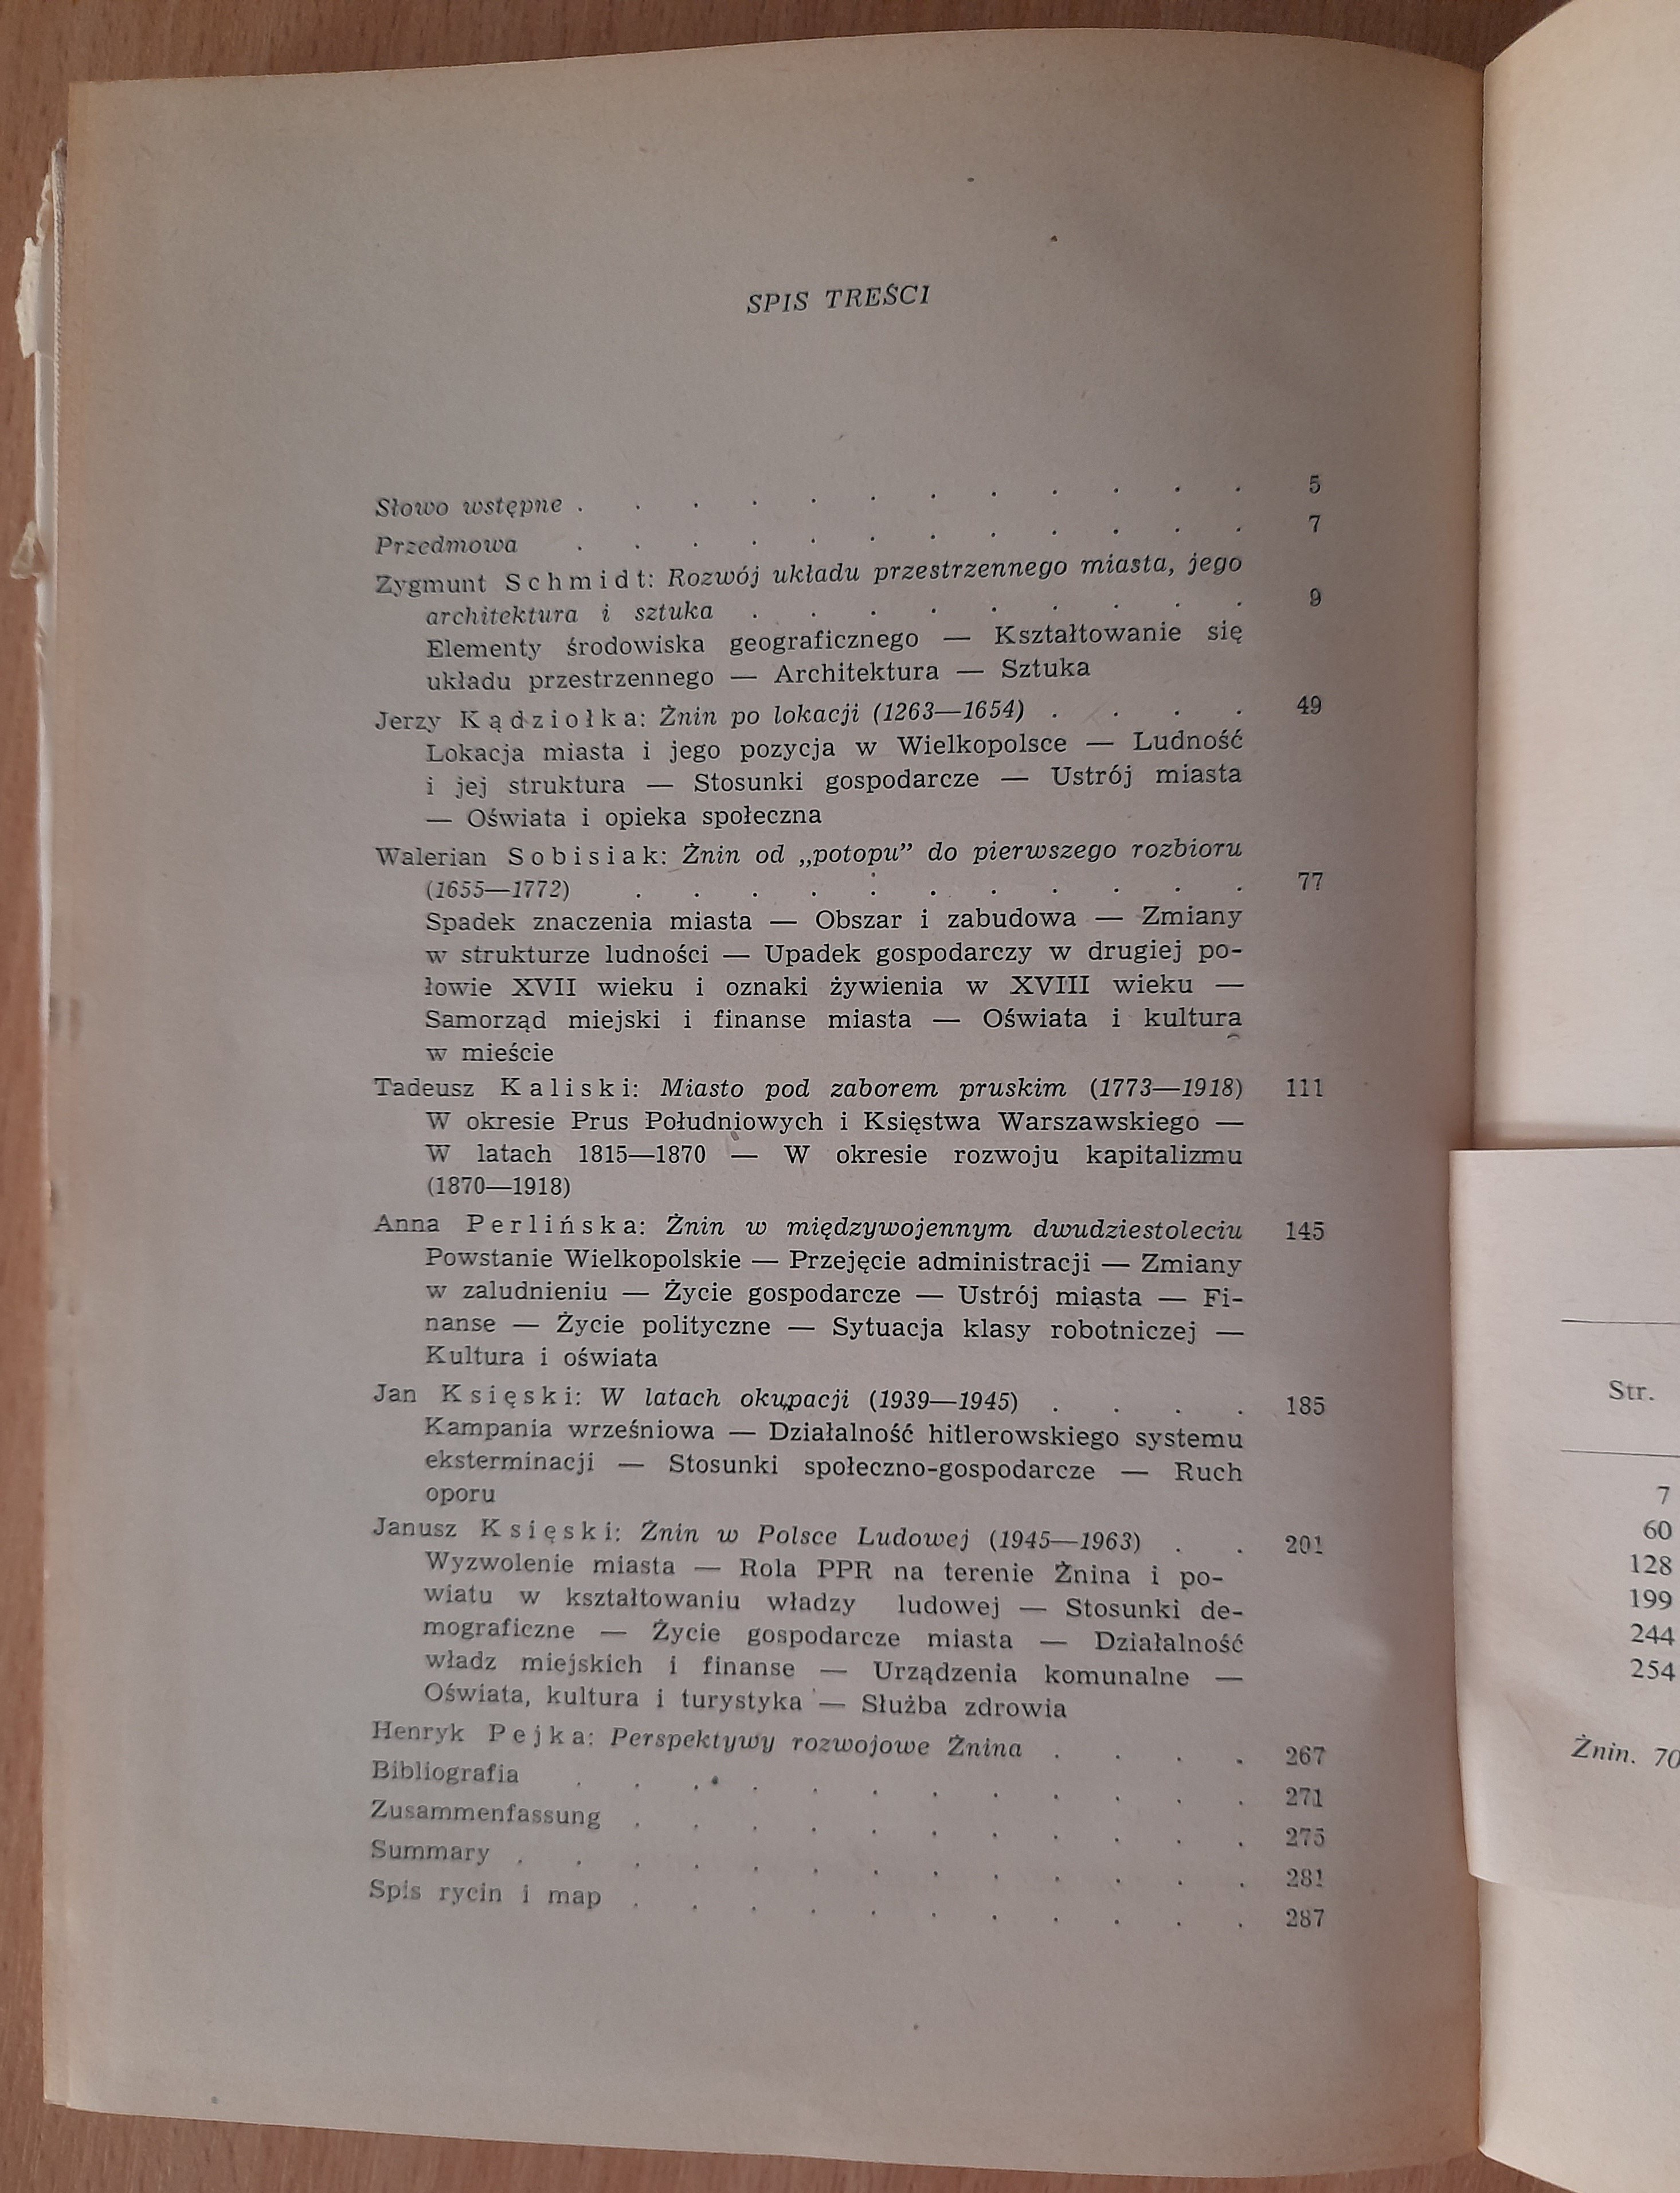 SPIS TREŚCI
Słowo wstępne . . . . . . . . . . . . 5
Przedmowa . . . . . . . . . . . . 7
Zygmunt Schmidt: Rozwój układu przestrzennego miasta, jego
architektura i sztuka . . . . . . . . . 9
Elementy środowiska geograficznego — Kształtowanie się
układu przestrzennego — Architektura — Sztuka
Jerzy Kądziołka: Żnin po lokacji (1263—1654) . . . . 49
Lokacja miasta i jego pozycja w Wielkopolsce — Ludność
i jej struktura — Stosunki gospodarcze — Ustrój miasta
— Oświata i opieka społeczna
Walerian Sobisiak: Żnin od „potopu” do pierwszego rozbioru
(1655—1772) . . . . . . . . . . . 77
Spadek znaczenia miasta — Obszar i zabudowa — Zmiany
w strukturze ludności — Upadek gospodarczy w drugiej po-
łowie XVII wieku i oznaki żywienia w XVIII wieku —
Samorząd miejski i finanse miasta — Oświata i kultura
w mieście
Tadeusz Kaliski: Miasto pod zaborem pruskim (1773—1918) 111
W okresie Prus Południowych i Księstwa Warszawskiego —
W latach 1815—1870 — W okresie rozwoju kapitalizmu
(1870—1918)
Anna Perlińska: Żnin w międzywojennym dwudziestoleciu 145
Powstanie Wielkopolskie — Przejęcie administracji — Zmiany
w zaludnieniu — Życie gospodarcze — Ustrój miasta — Fi-
nanse — Życie polityczne — Sytuacja klasy robotniczej —
Kultura i oświata
Jan Księski: W latach okupacji (1939—1945) . . . . 185
Kampania wrześniowa — Działalność hitlerowskiego systemu
eksterminacji — Stosunki społeczno-gospodarcze — Ruch
oporu
Janusz Księski: Żnin w Polsce Ludowej (1945—1963) . . 201
Wyzwolenie miasta — Rola PPR na terenie Żnina i po-
wiatu w kształtowaniu władzy ludowej — Stosunki de-
mograficzne — Życie gospodarcze miasta — Działalność
władz miejskich i finanse — Urządzenia komunalne —
Oświata, kultura i turystyka — Służba zdrowia
Henryk Pejka: Perspektywy rozwojowe Żnina . . . . 267
Bibliografia . . . . . . . . . . . . 271
Zusammenfassung . . . . . . . . . . . 275
Summary . . . . . . . . . . . . . 281
Spis rycin i map . . . . . . . . . . . 287
Str.
7
60
128
199
244
254
Żnin. 70